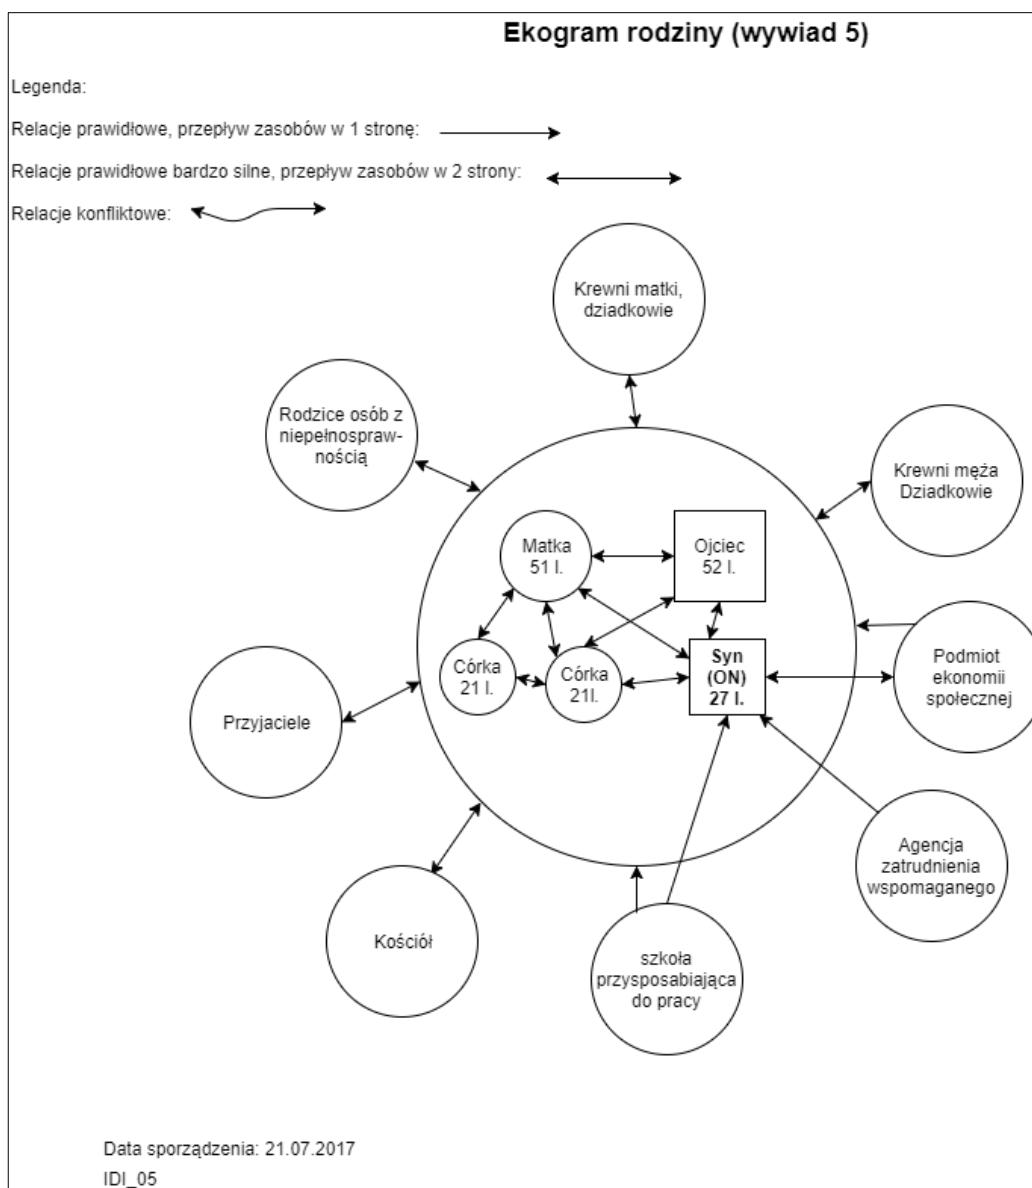 Ekogram rodziny (wywiad 5)
Legenda:
Relacje prawidłowe, przepływ zasobów w 1 stronę:
Relacje prawidłowe bardzo silne, przepływ zasobów w 2 strony:
Relacje konfliktowe:
Krewni matki,
dziadkowie
Rodzice osób z
niepełnospraw-
nością
Krewni męża
Dziadkowie
Matka
51 l.
Ojciec
52 l.
Córka
21 l.
Córka
21l.
Syn
(ON)
27 l.
Podmiot
ekonomii
społecznej
Przyjaciele
Agencja
zatrudnienia
wspomaganego
Kościół
szkoła
przysposabiająca
do pracy
Data sporządzenia: 21.07.2017
IDI_05